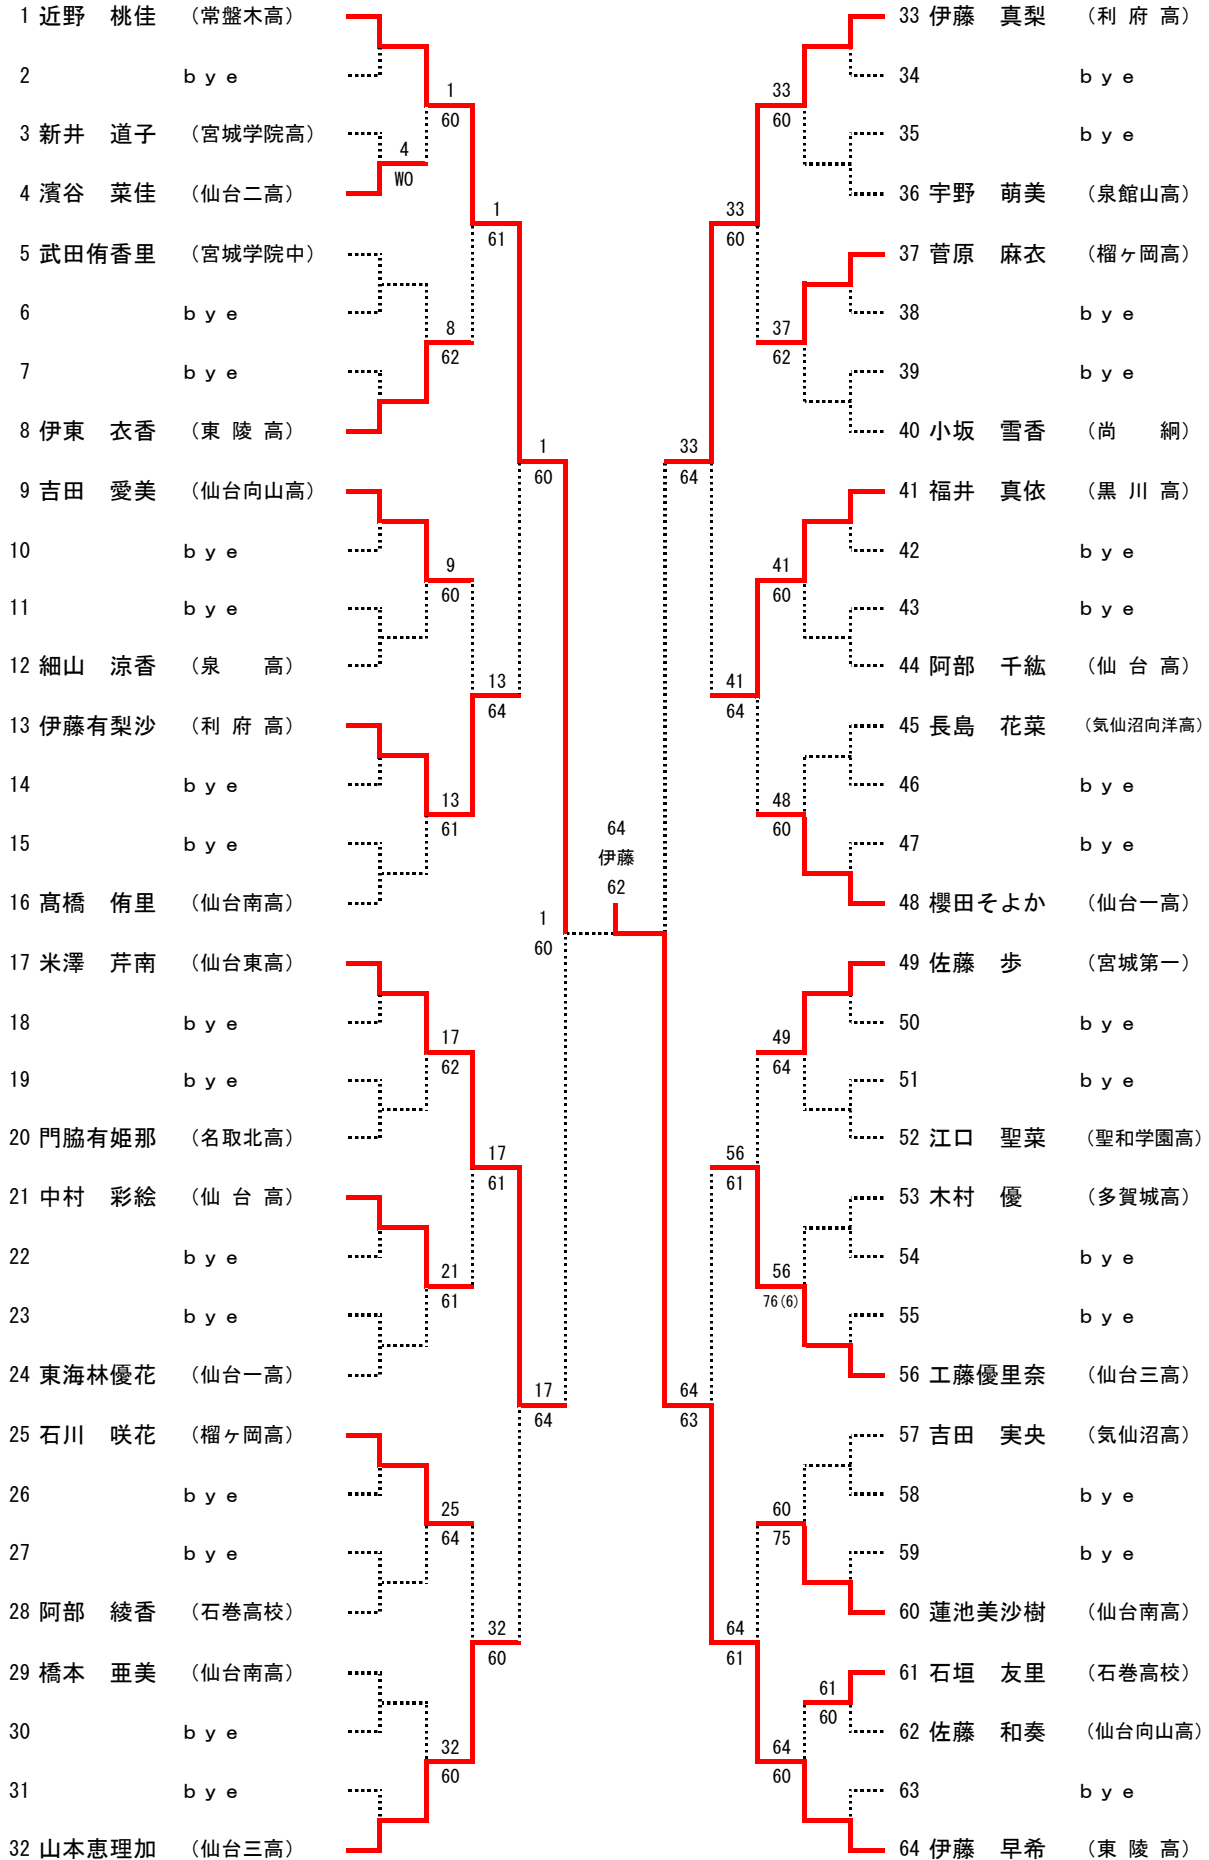 1 近野　桃佳 （常盤木高）
2 ｂｙｅ
1
60
3 新井　道子 （宮城学院高）
4
W0
4 濱谷　菜佳 （仙台二高）
1
61
5 武田侑香里 （宮城学院中）
6 ｂｙｅ
8
62
7 ｂｙｅ
8 伊東　衣香 （東 陵 高）
1
60
9 吉田　愛美 （仙台向山高）
10 ｂｙｅ
9
60
11 ｂｙｅ
12 細山　涼香 （泉　　高）
13
64
13 伊藤有梨沙 （利 府 高）
14 ｂｙｅ
13
61
15 ｂｙｅ
16 髙橋　侑里 （仙台南高）
1
60
17 米澤　芹南 （仙台東高）
18 ｂｙｅ
17
62
19 ｂｙｅ
20 門脇有姫那 （名取北高）
17
61
21 中村　彩絵 （仙 台 高）
22 ｂｙｅ
21
61
23 ｂｙｅ
24 東海林優花 （仙台一高）
17
64
25 石川　咲花 （榴ヶ岡高）
26 ｂｙｅ
25
64
27 ｂｙｅ
28 阿部　綾香 （石巻高校）
32
60
29 橋本　亜美 （仙台南高）
30 ｂｙｅ
32
60
31 ｂｙｅ
32 山本恵理加 （仙台三高）
64
伊藤
62
33 伊藤　真梨 （利 府 高）
34 ｂｙｅ
33
60
35 ｂｙｅ
36 宇野　萌美 （泉館山高）
33
60
37 菅原　麻衣 （榴ヶ岡高）
38 ｂｙｅ
37
62
39 ｂｙｅ
40 小坂　雪香 （尚　　絅）
33
64
41 福井　真依 （黒 川 高）
42 ｂｙｅ
41
60
43 ｂｙｅ
44 阿部　千紘 （仙 台 高）
41
64
45 長島　花菜 （気仙沼向洋高）
46 ｂｙｅ
48
60
47 ｂｙｅ
48 櫻田そよか （仙台一高）
49 佐藤　歩 （宮城第一）
50 ｂｙｅ
49
64
51 ｂｙｅ
52 江口　聖菜 （聖和学園高）
56
61
53 木村　優 （多賀城高）
54 ｂｙｅ
56
76(6)
55 ｂｙｅ
56 工藤優里奈 （仙台三高）
64
63
57 吉田　実央 （気仙沼高）
58 ｂｙｅ
60
75
59 ｂｙｅ
60 蓮池美沙樹 （仙台南高）
64
61
61 石垣　友里 （石巻高校）
61
60
62 佐藤　和奏 （仙台向山高）
64
60
63 ｂｙｅ
64 伊藤　早希 （東 陵 高）